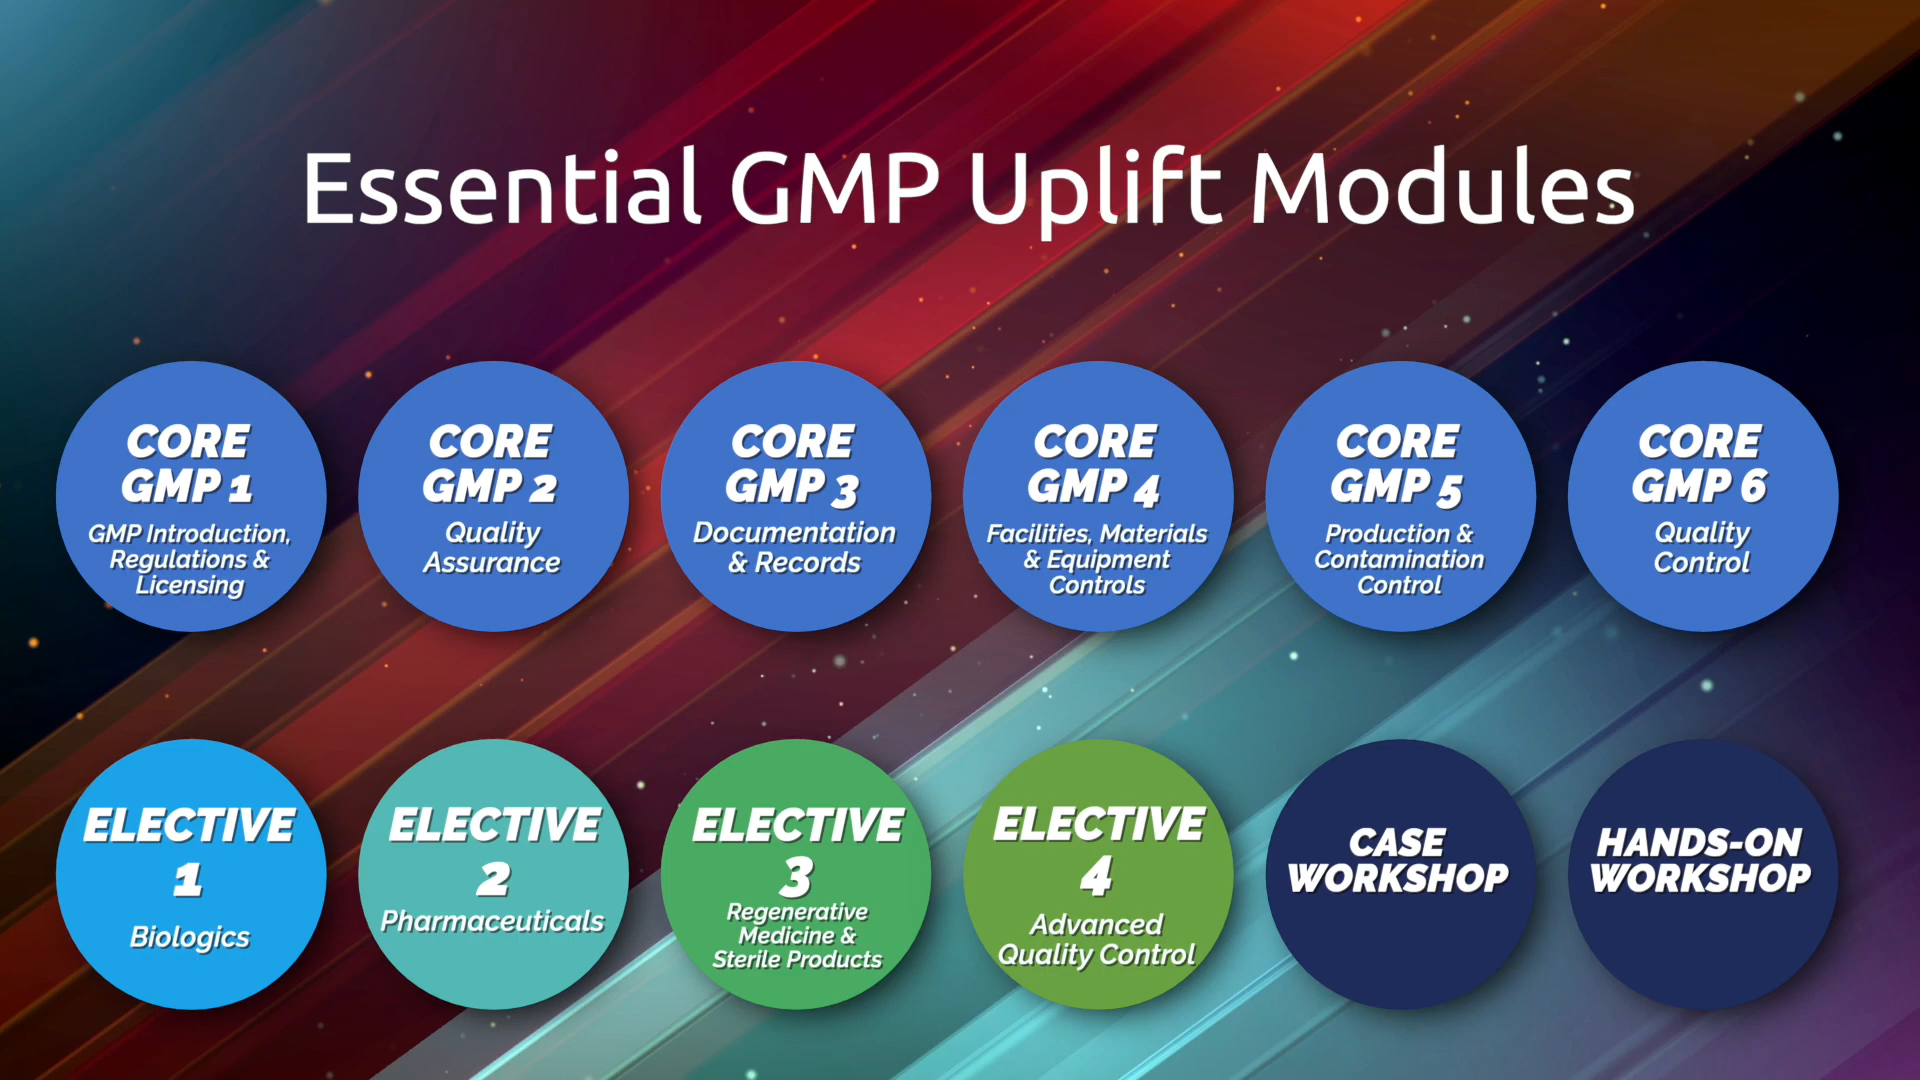 Essential GMP Uplift Modules
CORE
GMP 1
GMP Introduction,
Regulations &
Licensing
CORE
GMP 2
Quality
Assurance
CORE
GMP 3
Documentation
& Records
CORE
GMP 4
Facilities, Materials
& Equipment
Controls
CORE
GMP 5
Production &
Contamination
Control
CORE
GMP 6
Quality
Control
ELECTIVE
1
Biologics
ELECTIVE
2
Pharmaceuticals
ELECTIVE
3
Regenerative
Medicine &
Sterile Products
ELECTIVE
4
Advanced
Quality Control
CASE
WORKSHOP
HANDS-ON
WORKSHOP